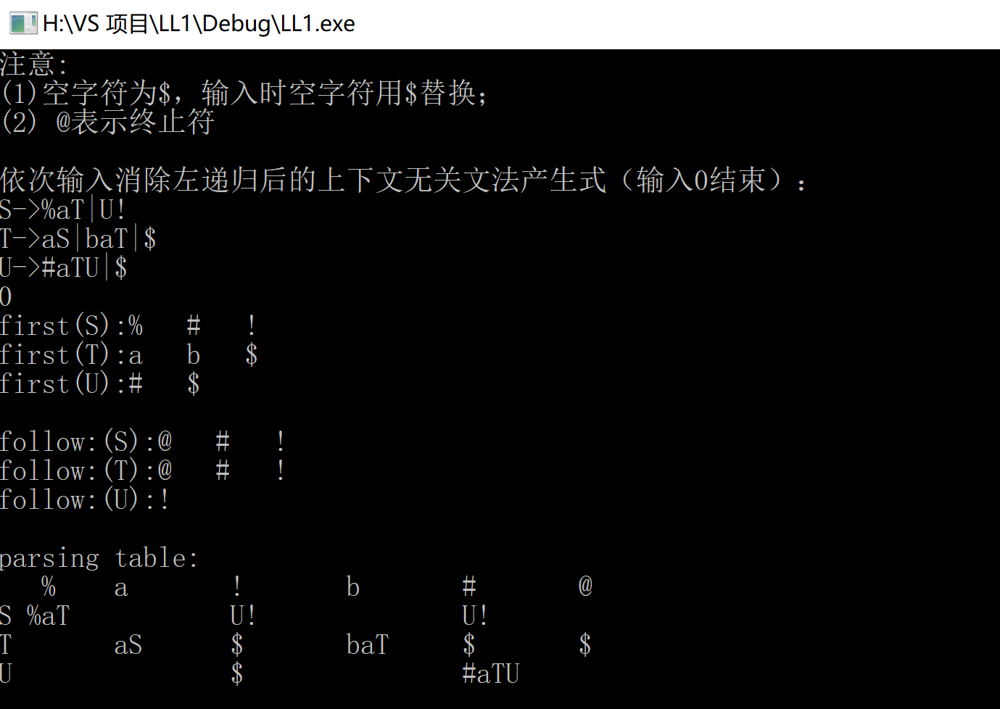 H:\VS 项目\LL1\Debug\LL1.exe
注意:
(1)空字符为$，输入时空字符用$替换;
(2) @表示终止符
依次输入消除左递归后的上下文无关文法产生式（输入0结束）：
S->%aT|U!
T->aS|baT|$
U->#aTU|$
0
first(S):% # !
first(T):a b $
first(U):# $
follow:(S):@ # !
follow:(T):@ # !
follow:(U):!
parsing table:
% a ! b # @
S %aT U! U!
T aS $ baT $ $
U $ #aTU